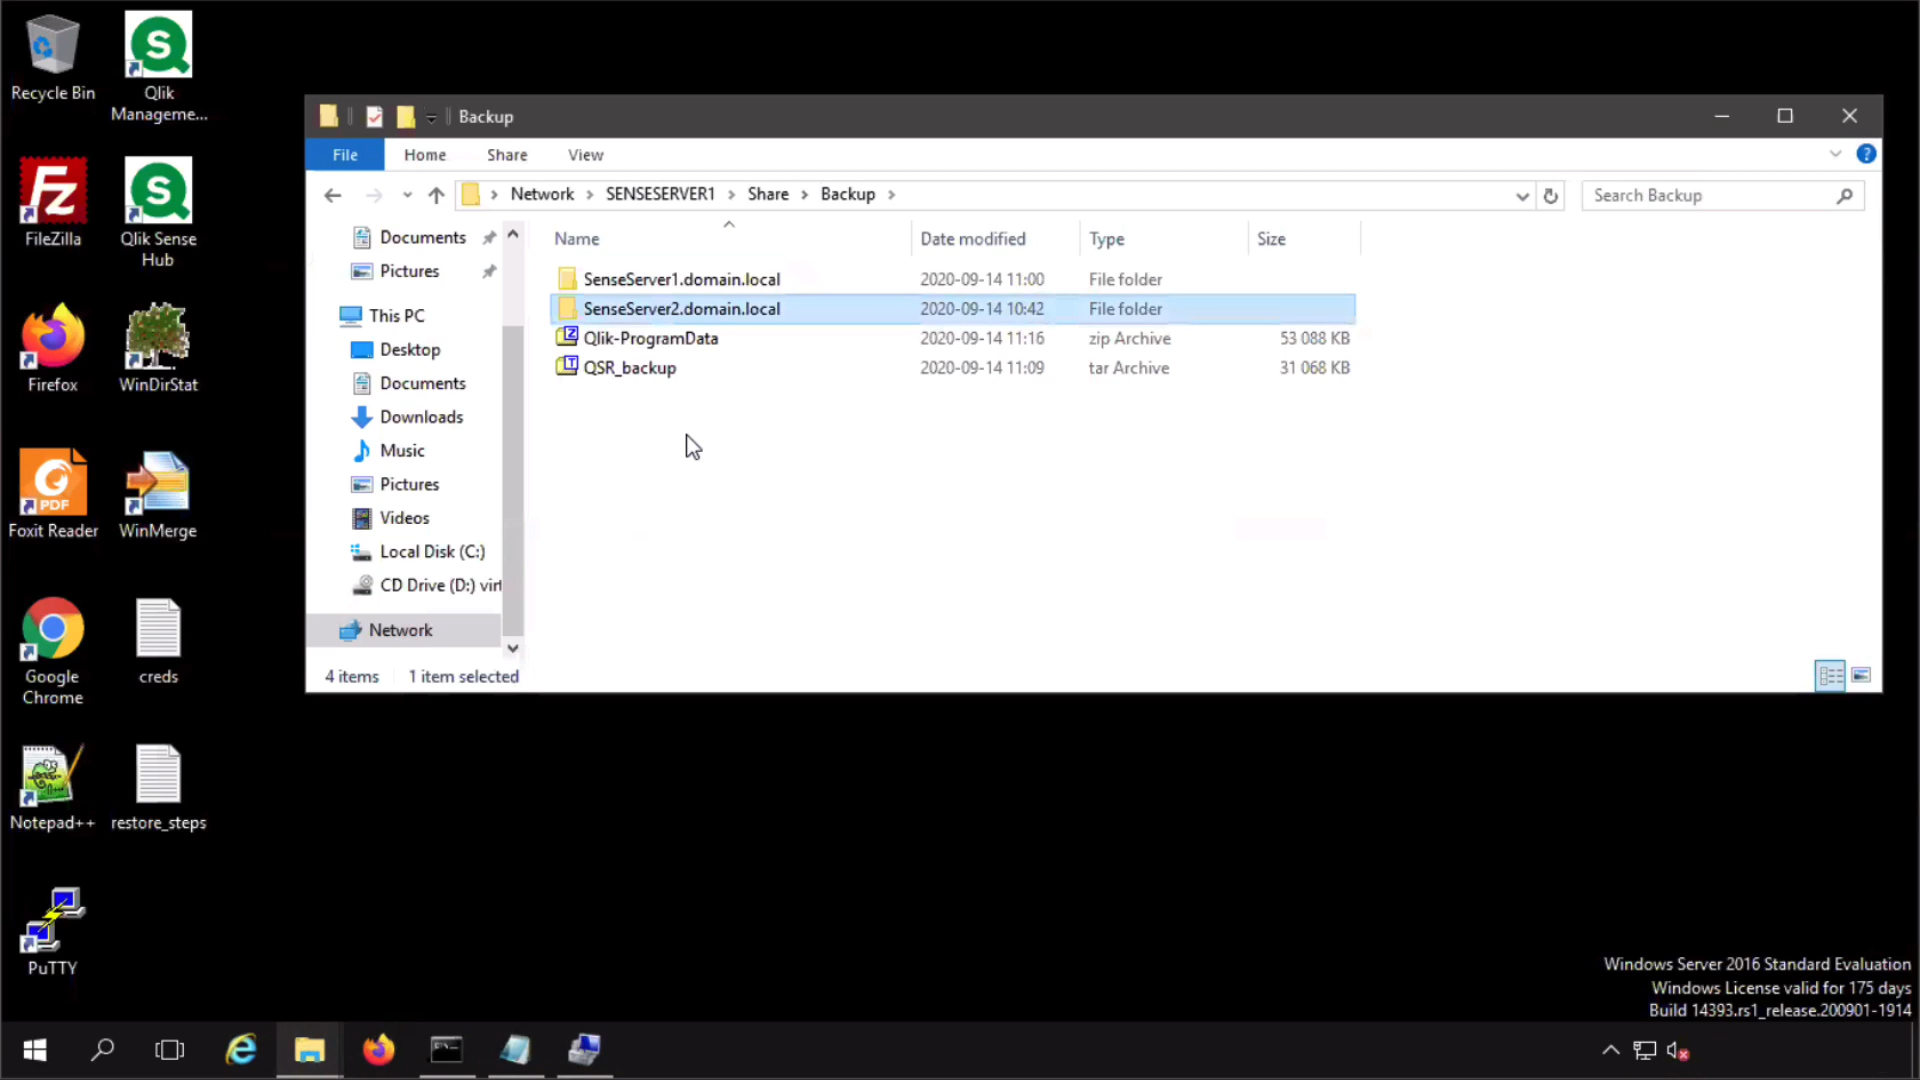 Recycle Bin
Qlik
Manageme...
FileZilla
Qlik Sense
Hub
Firefox
WinDirStat
PDF
Foxit Reader
WinMerge
Google
Chrome
creds
Notepad++
restore_steps
PuTTY
Backup
File
Home
Share
View
Network
SENSESERVER1
Share
Backup
Search Backup
Documents
Pictures
This PC
Desktop
Documents
Downloads
Music
Pictures
Videos
Local Disk (C:)
CD Drive (D:) virt
Network
Name
Date modified
Type
Size
SenseServer1.domain.local
2020-09-14 11:00
File folder
SenseServer2.domain.local
2020-09-14 10:42
File folder
Qlik-ProgramData
2020-09-14 11:16
zip Archive
53 088 KB
QSR_backup
2020-09-14 11:09
tar Archive
31 068 KB
4 items
1 item selected
Windows Server 2016 Standard Evaluation
Windows License valid for 175 days
Build 14393.rs1_release.200901-1914